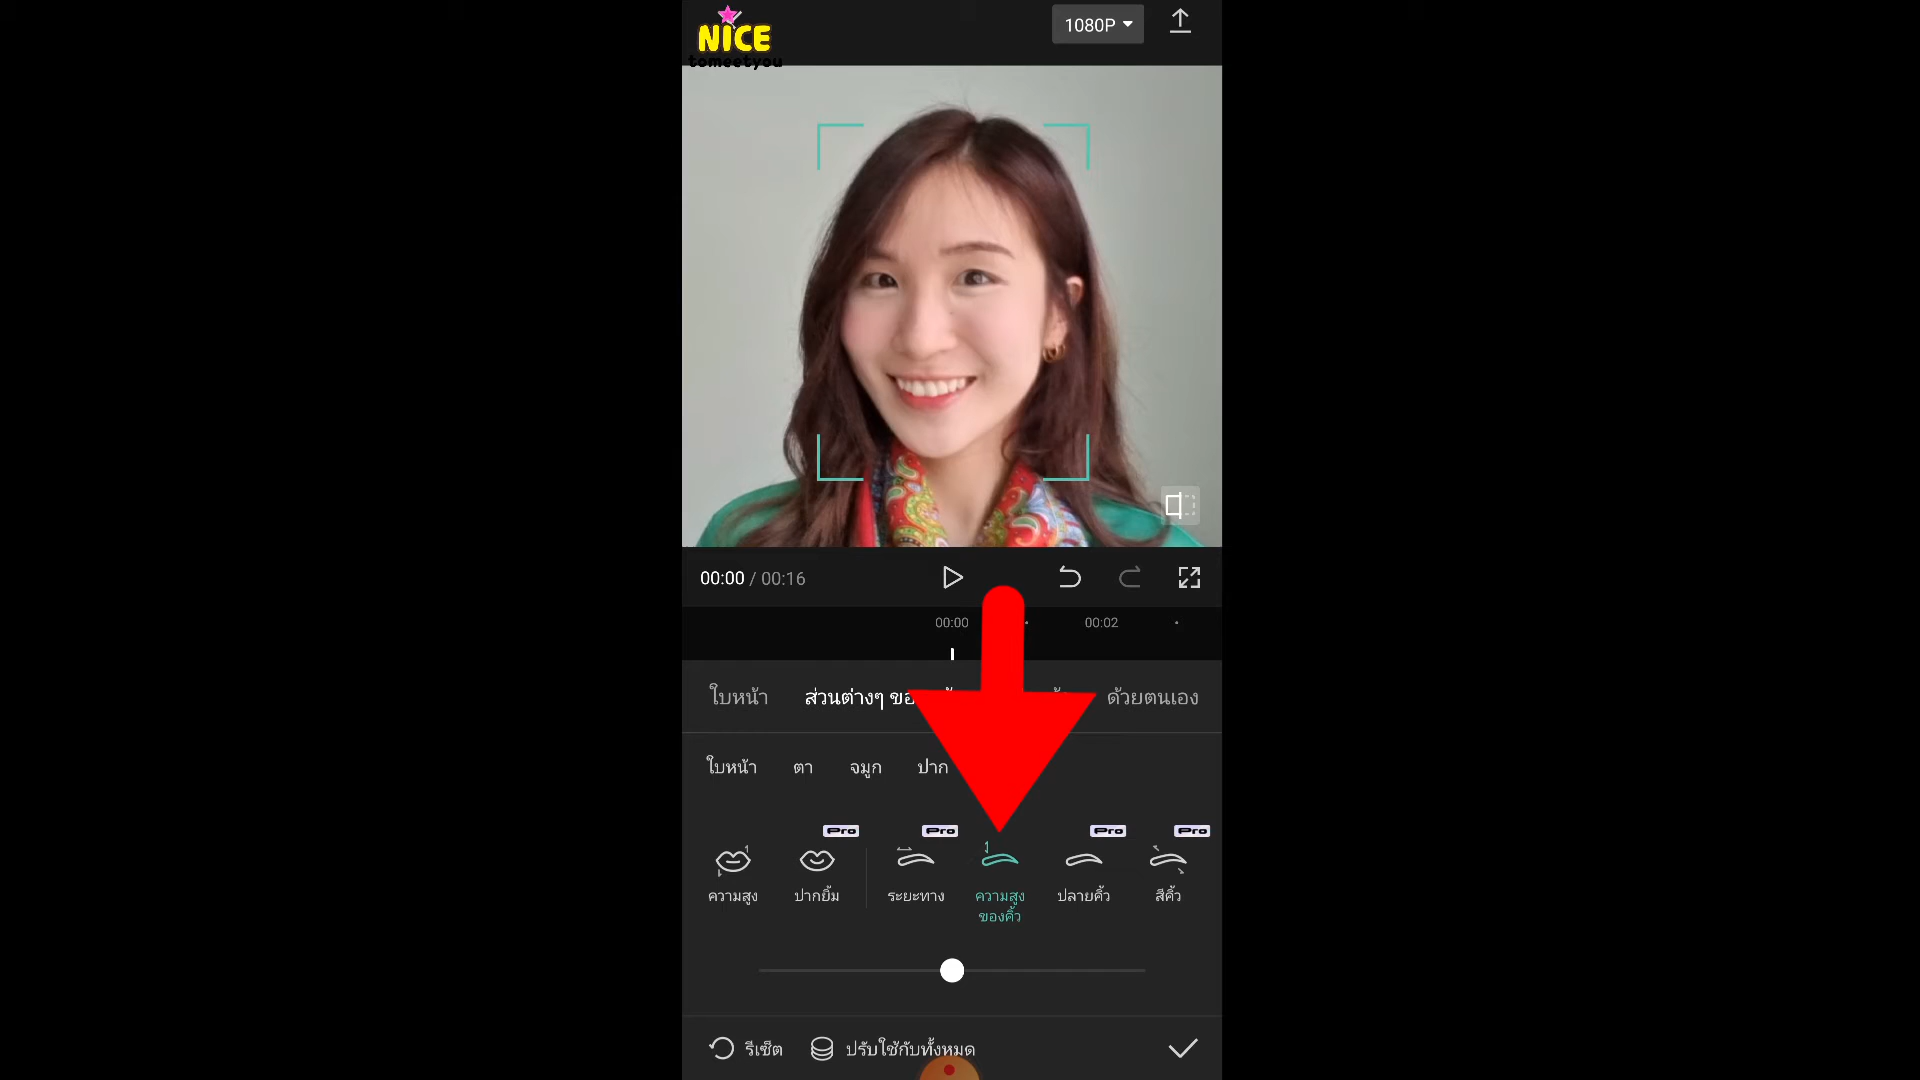 NICE
tomeetyou
1080P
00:00 / 00:16
00:00
00:02
ใบหน้า
ส่วนต่างๆ
ด้วยตนเอง
ใบหน้า
ตา
จมูก
ปาก
Pro
Pro
Pro
Pro
ความสูง
ปากยิ้ม
ระยะทาง
ความสูง
ของคิ้ว
ปลายคิ้ว
สีคิ้ว
รีเซ็ต
ปรับใช้กับทั้งหมด